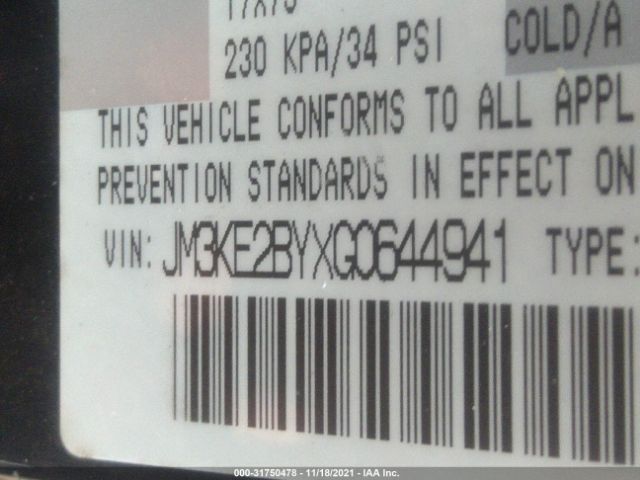 17X7J
230 KPA/34 PSI COLD/A
THIS VEHICLE CONFORMS TO ALL APPL
PREVENTION STANDARDS IN EFFECT ON
VIN: JM3KE2BYXG0644941 TYPE:
000-31750478 - 11/18/2021 - IAA Inc.